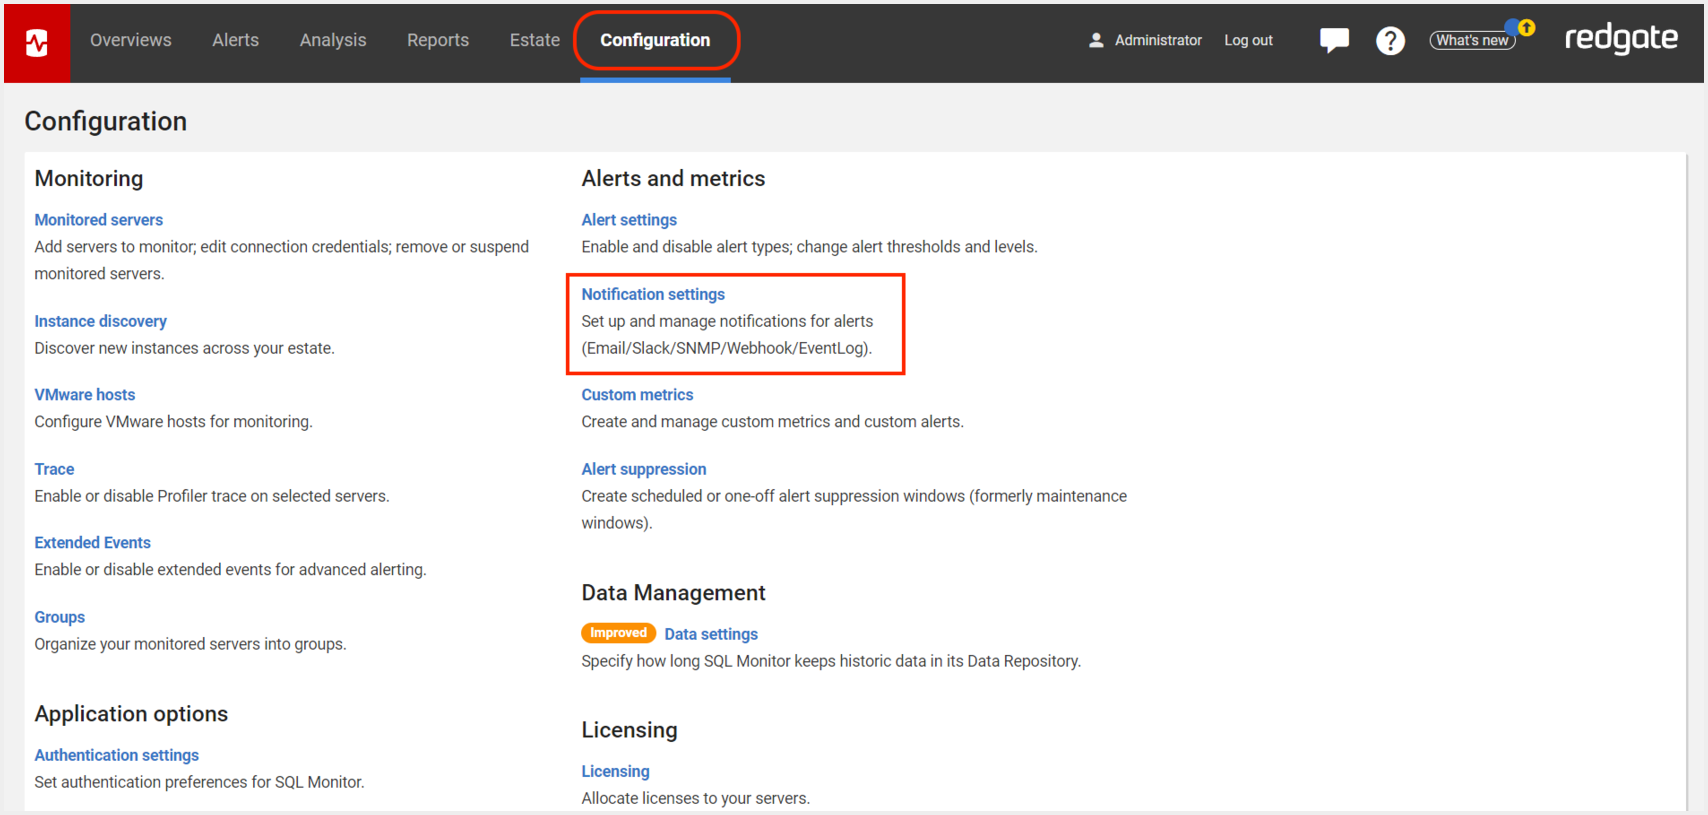 Overviews Alerts Analysis Reports Estate Configuration Administrator Log out ? What's new redgate
Configuration
Monitoring
Monitored servers
Add servers to monitor; edit connection credentials; remove or suspend
monitored servers.
Instance discovery
Discover new instances across your estate.
VMware hosts
Configure VMware hosts for monitoring.
Trace
Enable or disable Profiler trace on selected servers.
Extended Events
Enable or disable extended events for advanced alerting.
Groups
Organize your monitored servers into groups.
Application options
Authentication settings
Set authentication preferences for SQL Monitor.
Alerts and metrics
Alert settings
Enable and disable alert types; change alert thresholds and levels.
Notification settings
Set up and manage notifications for alerts
(Email/Slack/SNMP/Webhook/EventLog).
Custom metrics
Create and manage custom metrics and custom alerts.
Alert suppression
Create scheduled or one-off alert suppression windows (formerly maintenance
windows).
Data Management
Improved Data settings
Specify how long SQL Monitor keeps historic data in its Data Repository.
Licensing
Licensing
Allocate licenses to your servers.